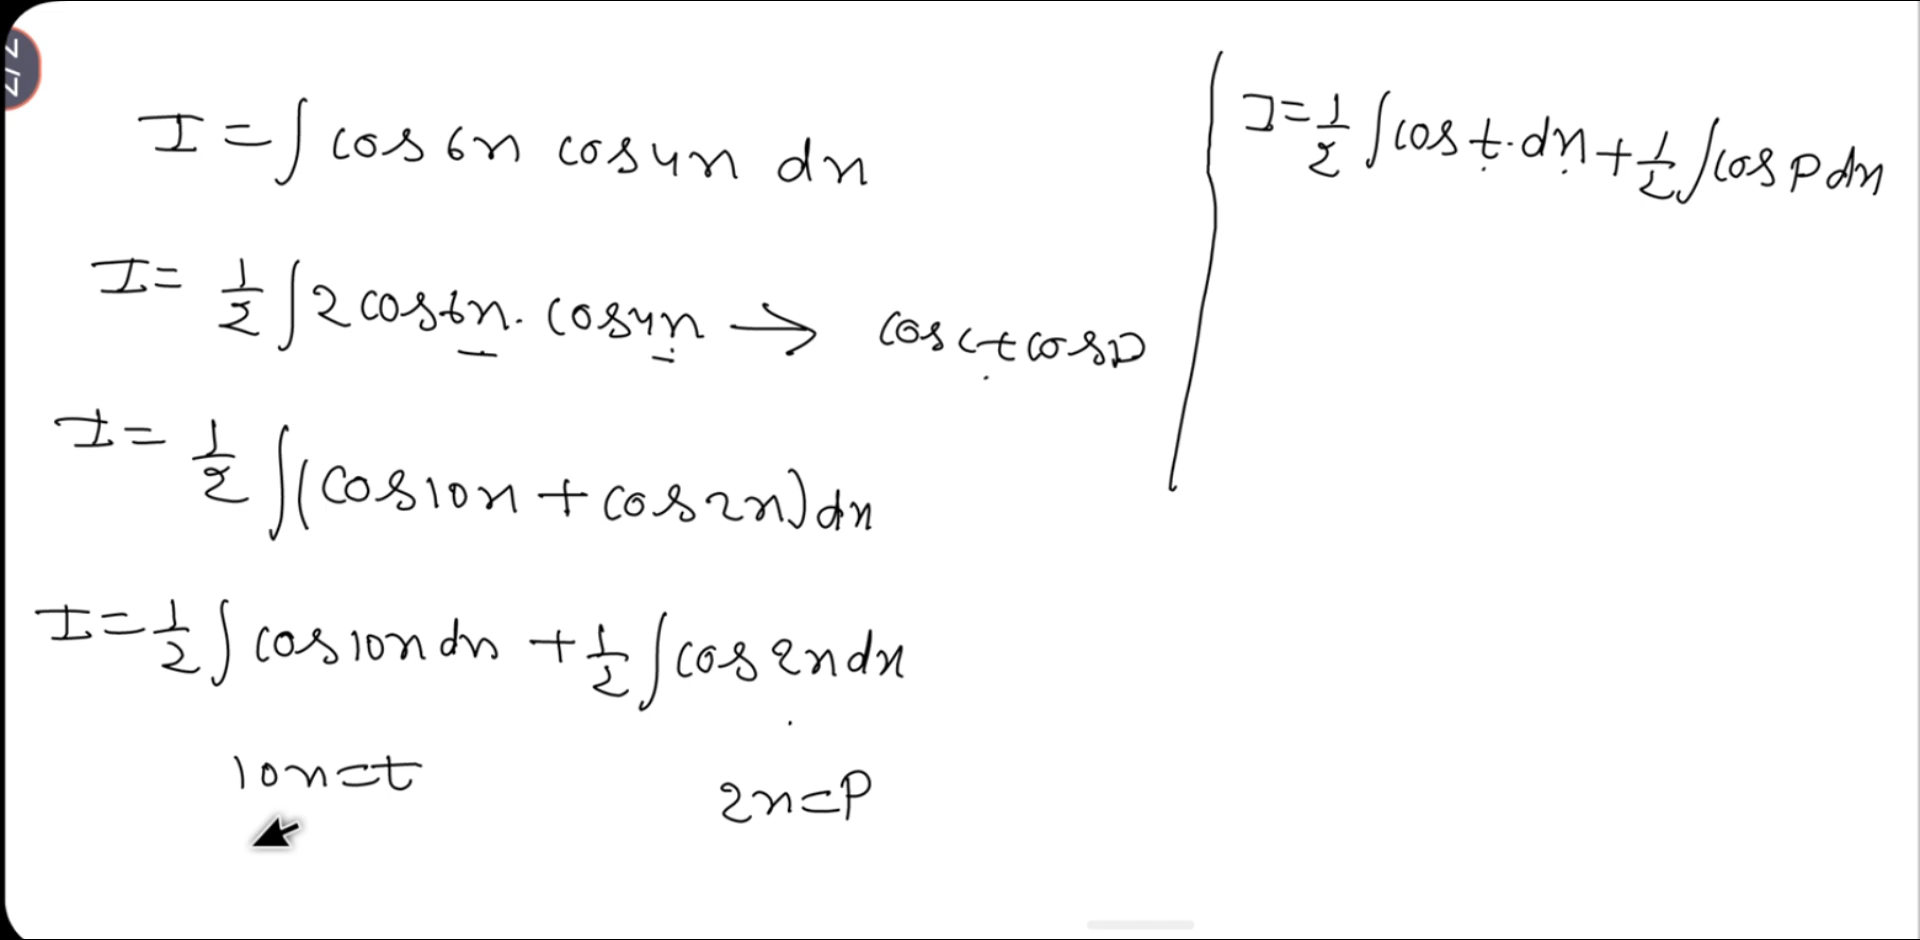 I = ∫ cos 6x cos 4x dx
I = 1/2 ∫ 2 cos 6x . cos 4x → cos C + cos D
I = 1/2 ∫ (cos 10x + cos 2x) dx
I = 1/2 ∫ cos 10x dx + 1/2 ∫ cos 2x dx
10x = t 2x = P
I = 1/2 ∫ cos t . dx + 1/2 ∫ cos P dx